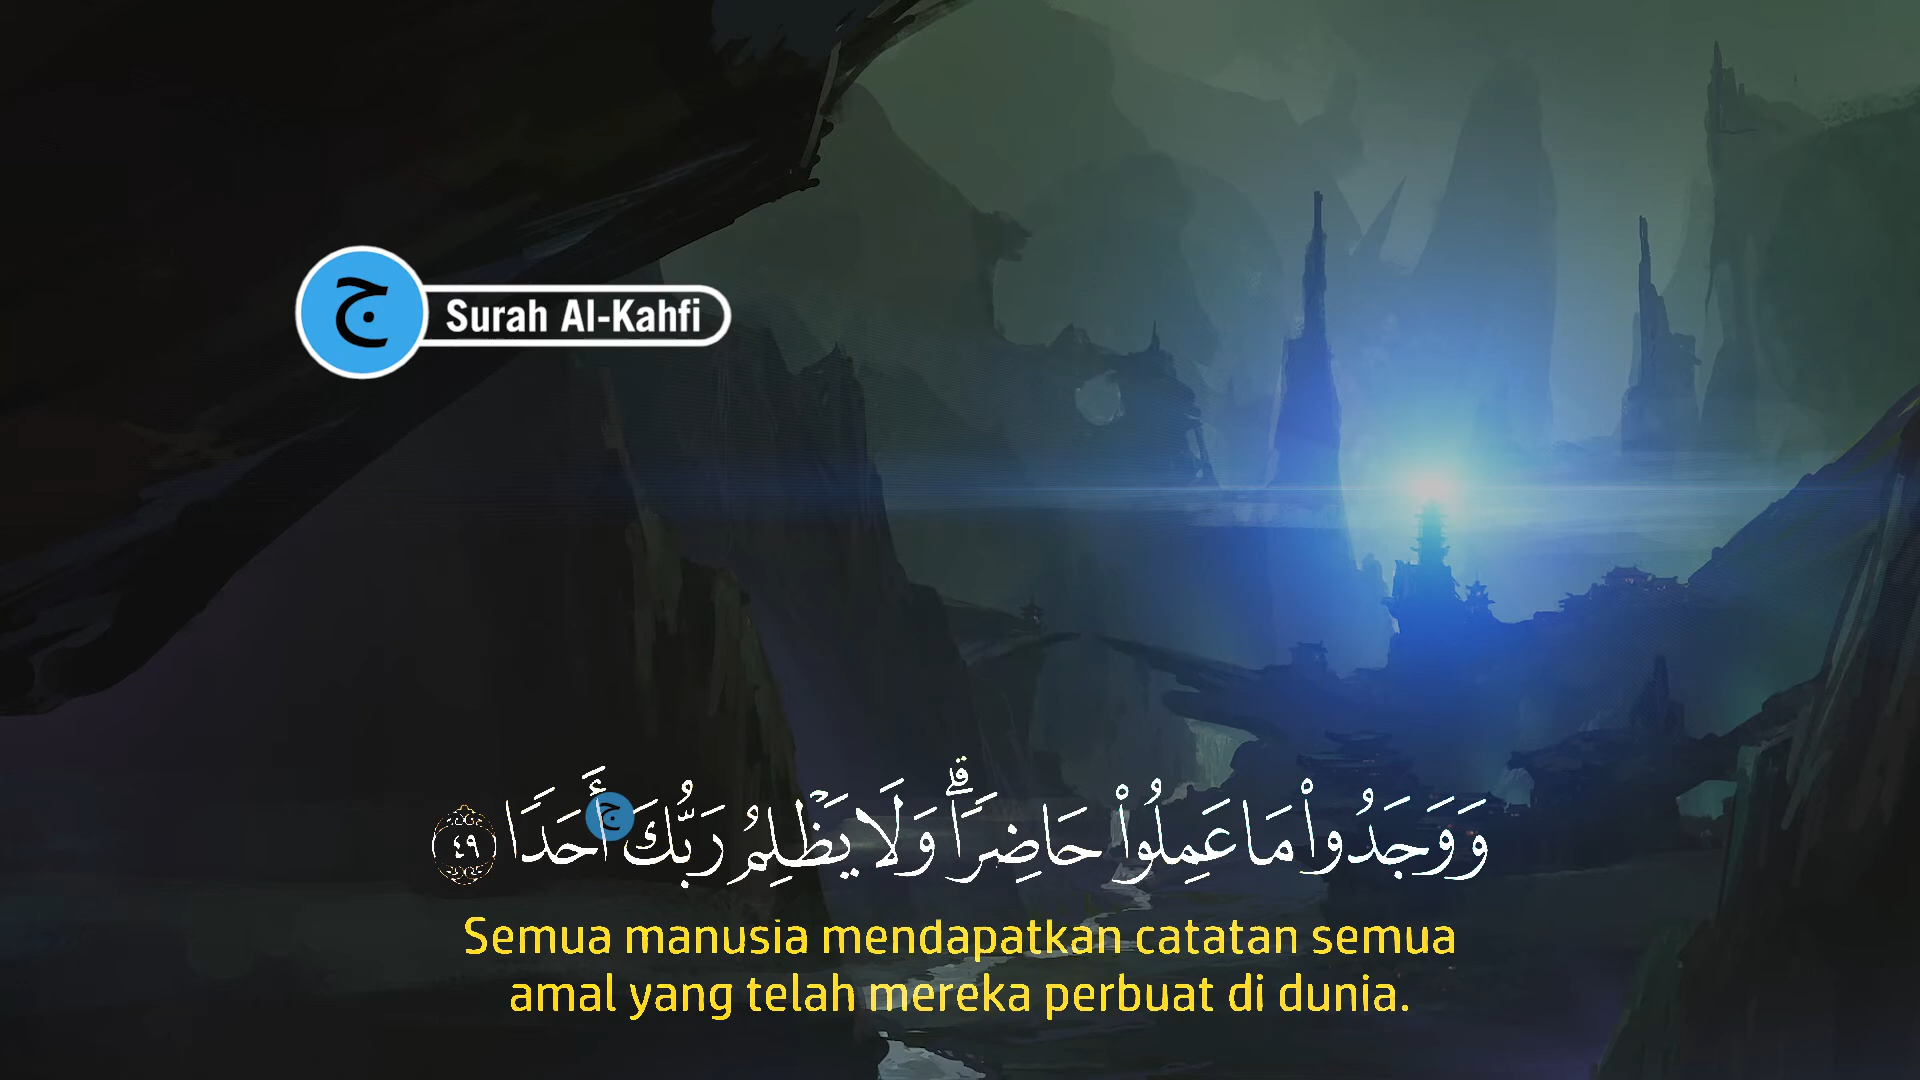 ج
Surah Al-Kahfi
وَوَجَدُواْ مَا عَمِلُواْ حَاضِرٗاۗ وَلَا يَظۡلِمُ رَبُّكَ أَحَدٗا ٤٩
ج
Semua manusia mendapatkan catatan semua
amal yang telah mereka perbuat di dunia.